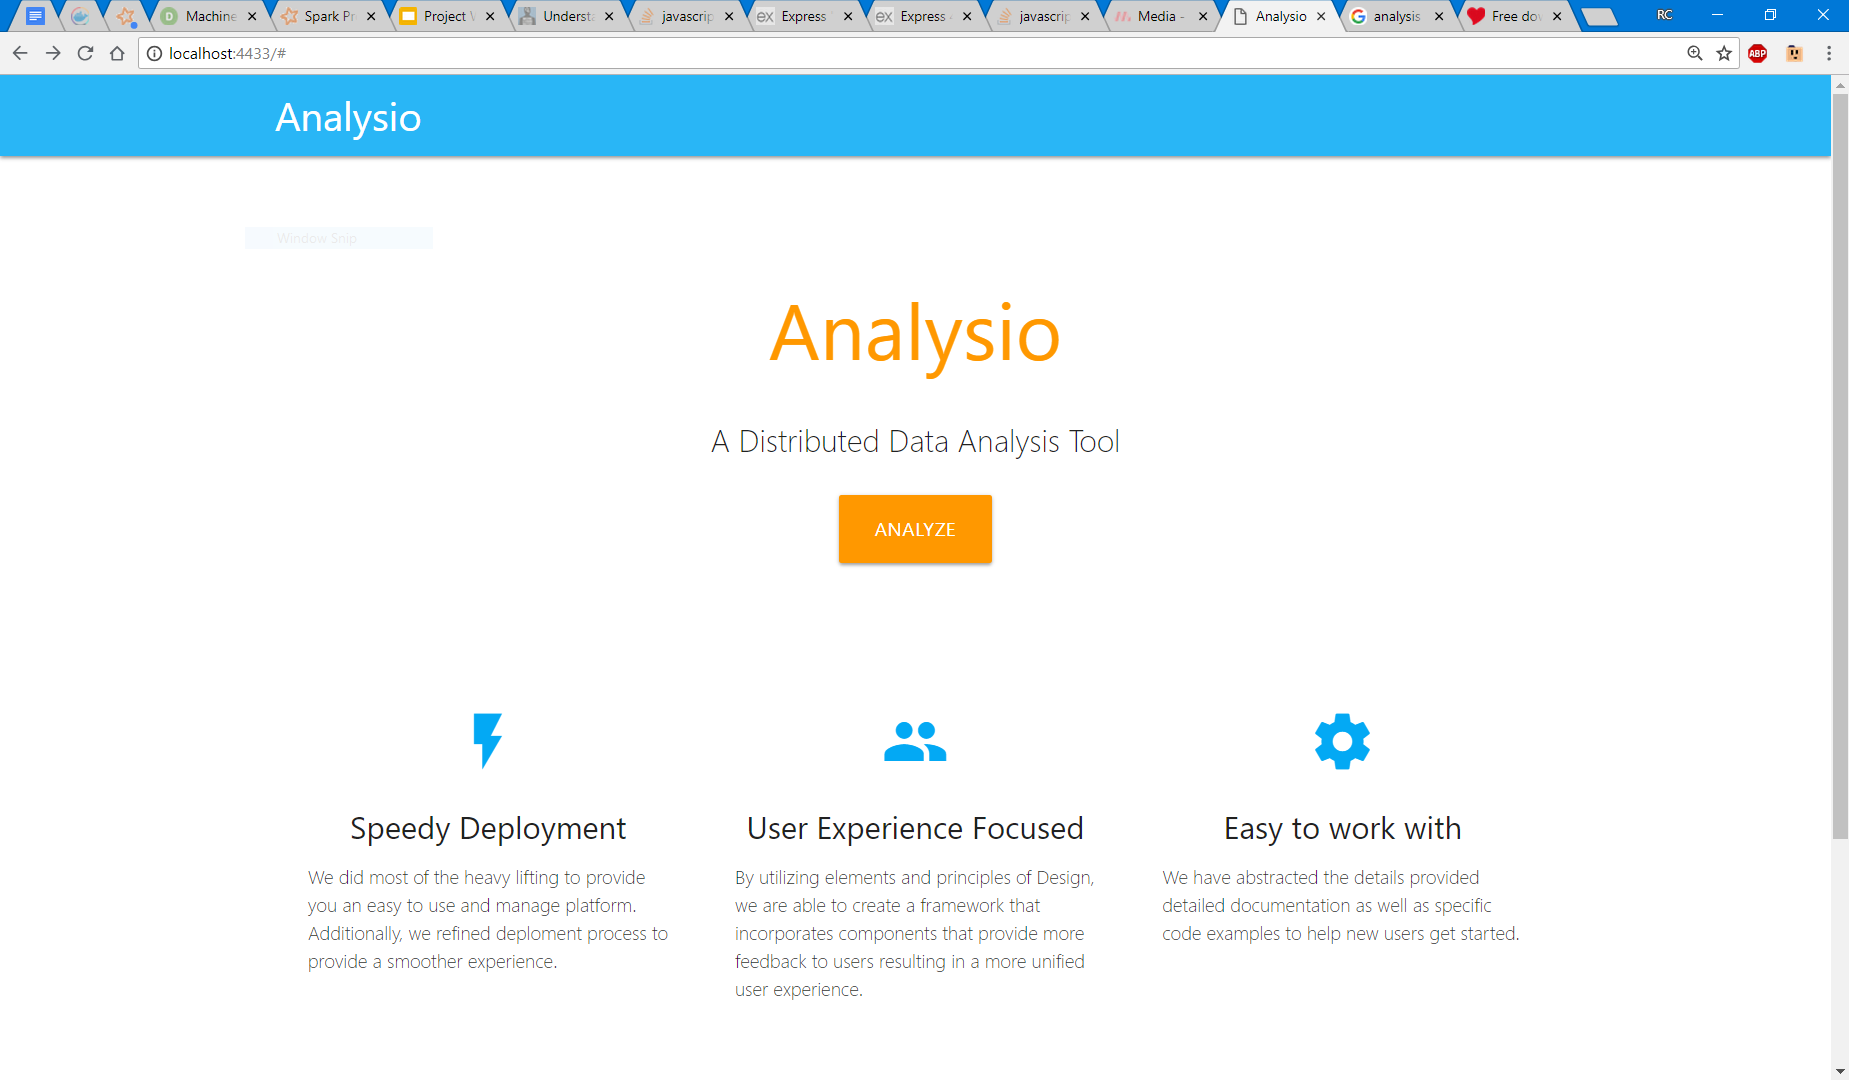 Machine
Spark Pr
Project
Understa
javascrip
Express
Express
javascrip
Media -
Analysio
analysis
Free dow
RC
localhost:4433/#
ABP
Analysio
Window Snip
Analysio
A Distributed Data Analysis Tool
ANALYZE
Speedy Deployment
We did most of the heavy lifting to provide
you an easy to use and manage platform.
Additionally, we refined deploment process to
provide a smoother experience.
User Experience Focused
By utilizing elements and principles of Design,
we are able to create a framework that
incorporates components that provide more
feedback to users resulting in a more unified
user experience.
Easy to work with
We have abstracted the details provided
detailed documentation as well as specific
code examples to help new users get started.